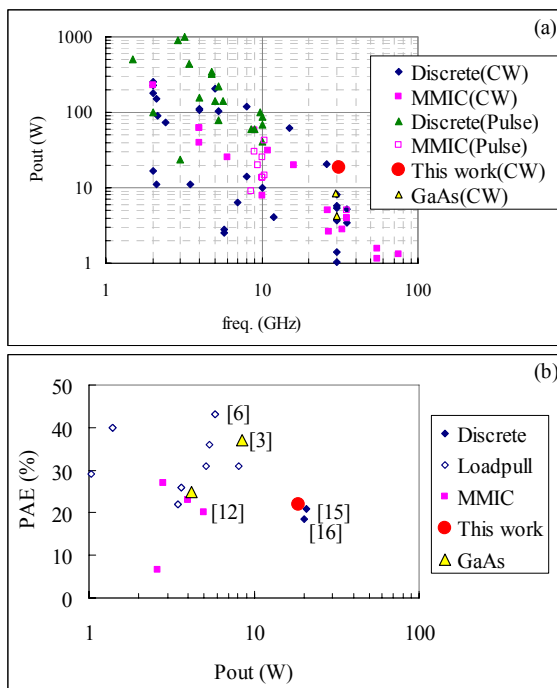 (a)
1000
100
10
1
Pout (W)
1
10
100
freq. (GHz)
Discrete(CW)
MMIC(CW)
Discrete(Pulse)
MMIC(Pulse)
This work(CW)
GaAs(CW)
(b)
50
40
30
20
10
0
PAE (%)
[6]
[3]
[12]
[15]
[16]
1
10
100
Pout (W)
Discrete
Loadpull
MMIC
This work
GaAs